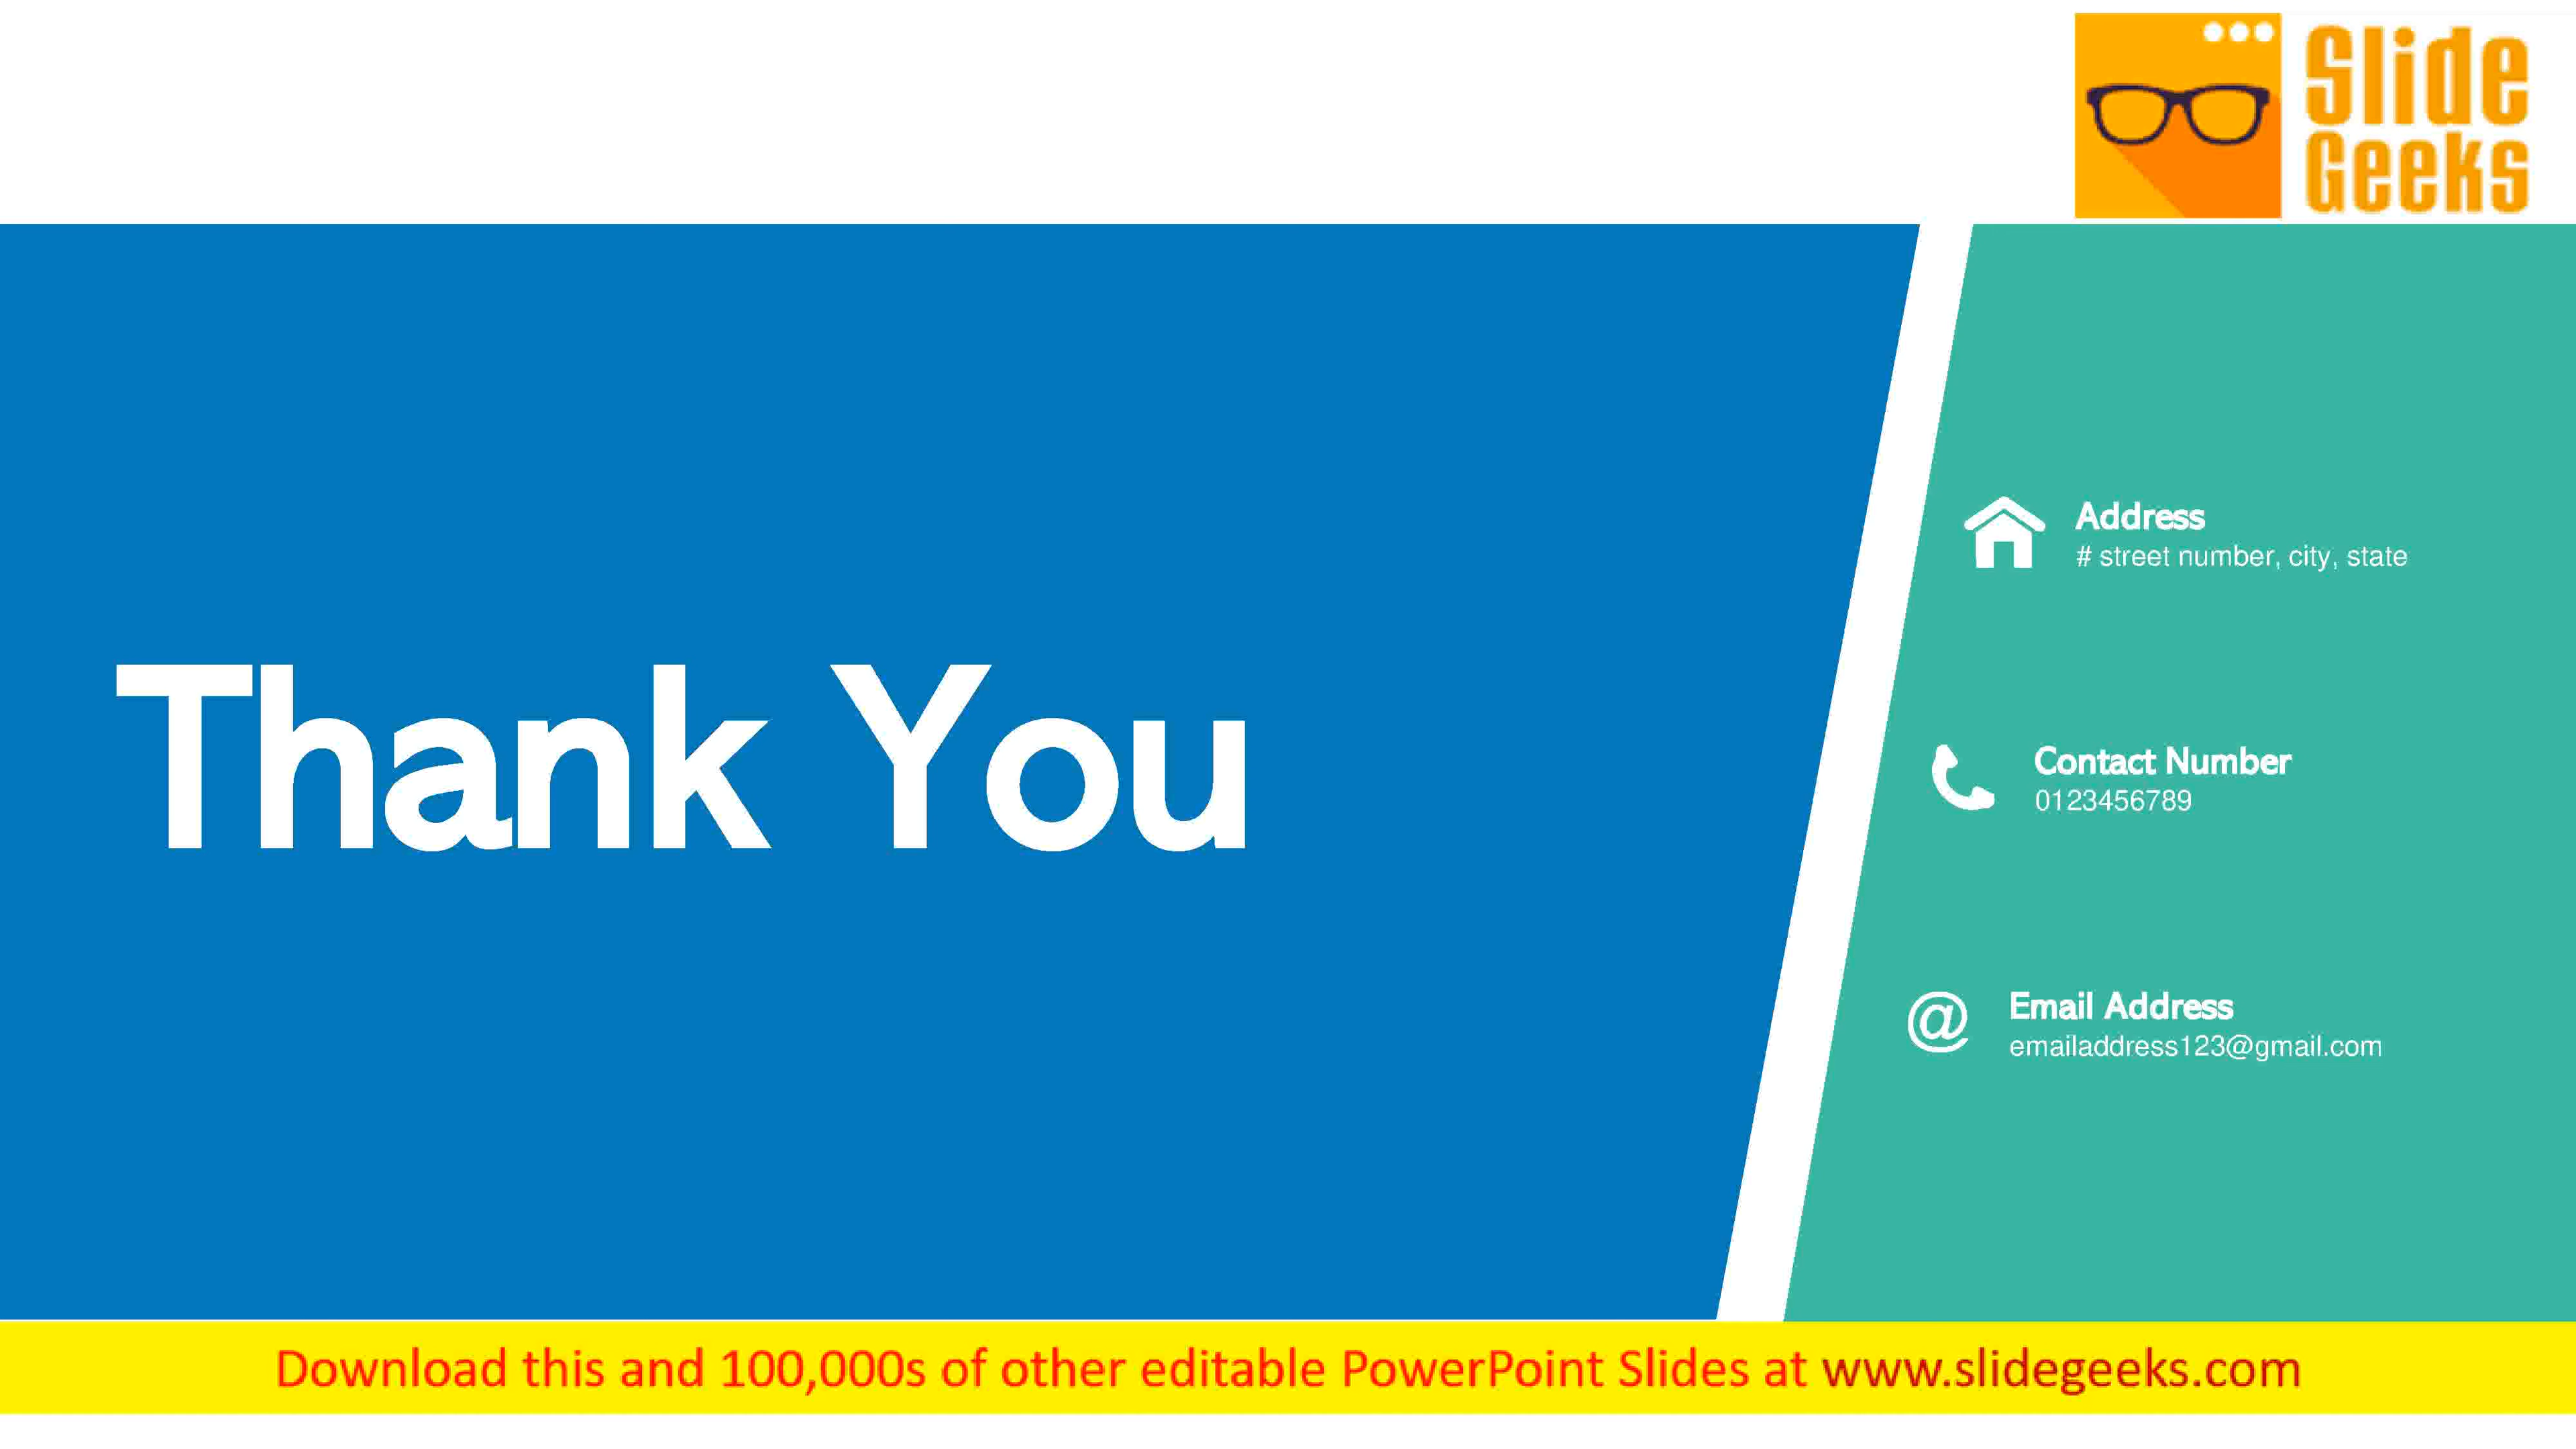 Slide
Geeks
Thank You
Address
# street number, city, state
Contact Number
0123456789
@
Email Address
emailaddress123@gmail.com
Download this and 100,000s of other editable PowerPoint Slides at www.slidegeeks.com